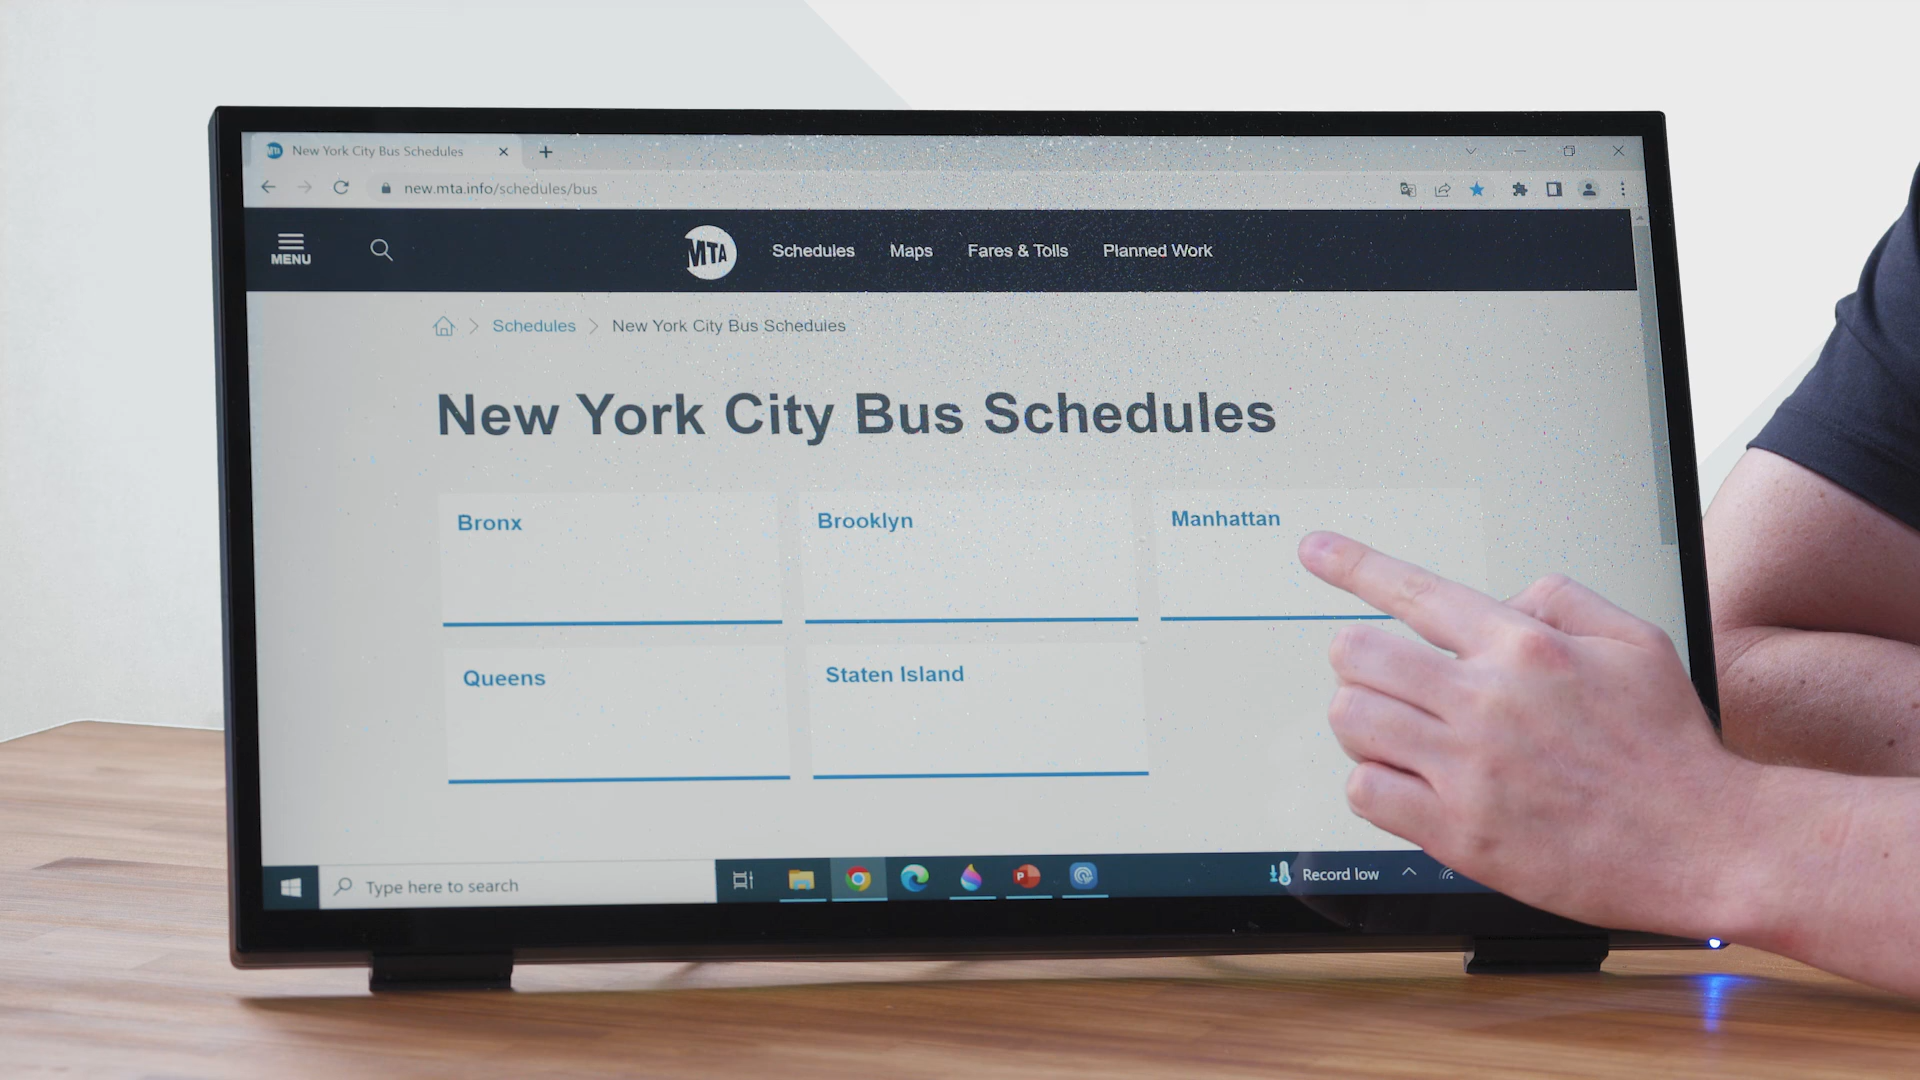 New York City Bus Schedules
new.mta.info/schedules/bus
MENU
MTA
Schedules
Maps
Fares & Tolls
Planned Work
Schedules
New York City Bus Schedules
New York City Bus Schedules
Bronx
Brooklyn
Manhattan
Queens
Staten Island
Type here to search
Record low